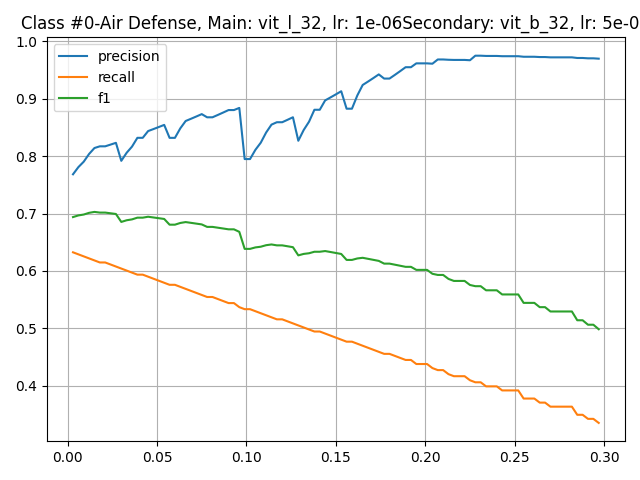 Class #0-Air Defense, Main: vit_l_32, lr: 1e-06Secondary: vit_b_32, lr: 5e-0
1.0
precision
recall
f1
0.9
0.8
0.7
0.6
0.5
0.4
0.00 0.05 0.10 0.15 0.20 0.25 0.30